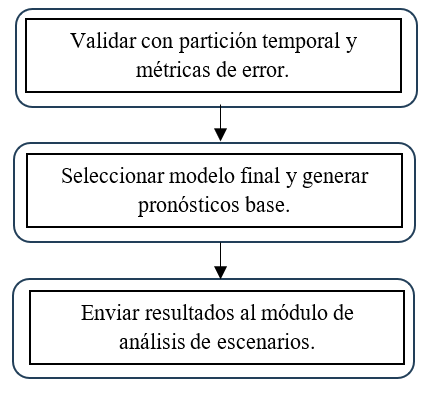 Validar con partición temporal y
métricas de error.
Seleccionar modelo final y generar
pronósticos base.
Enviar resultados al módulo de
análisis de escenarios.